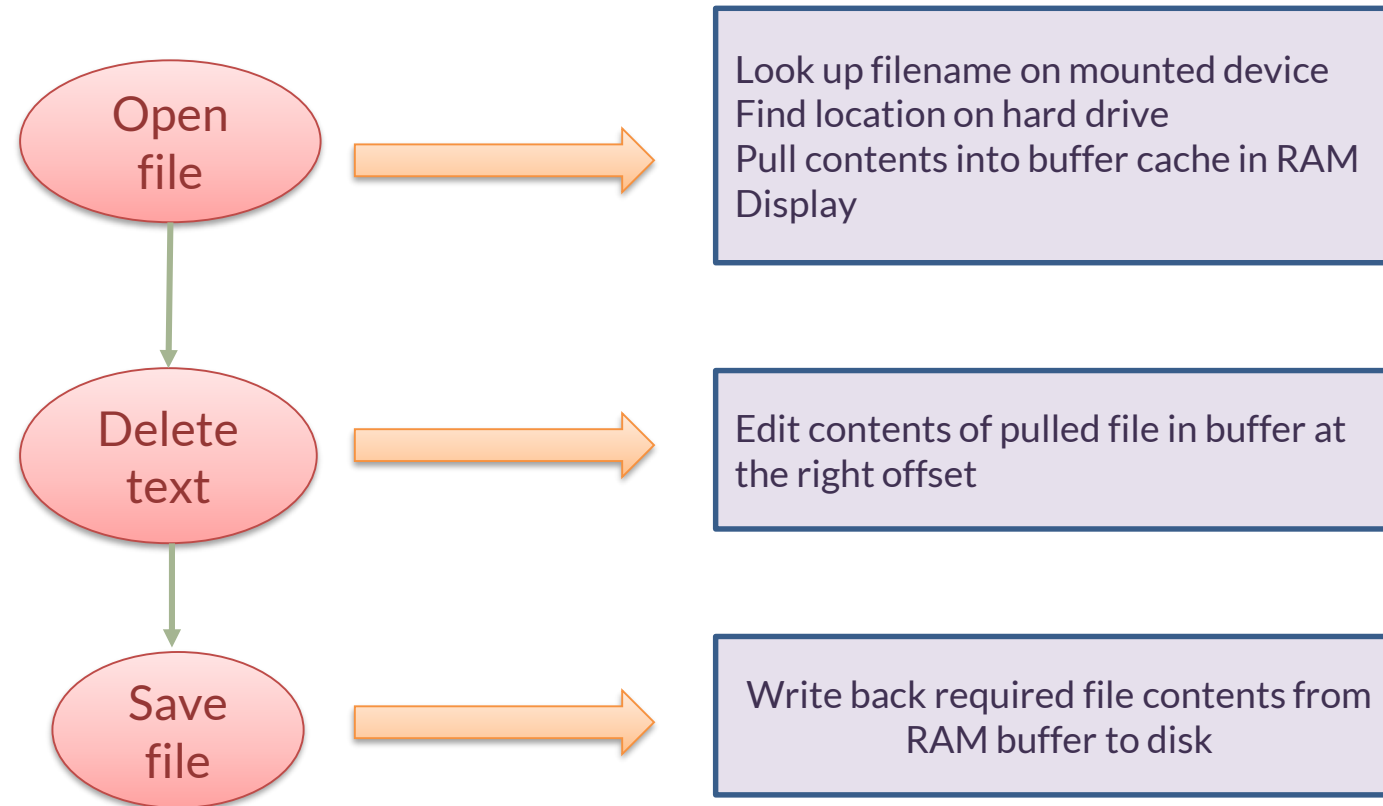 Open
file
Look up filename on mounted device
Find location on hard drive
Pull contents into buffer cache in RAM
Display
Delete
text
Edit contents of pulled file in buffer at
the right offset
Save
file
Write back required file contents from
RAM buffer to disk